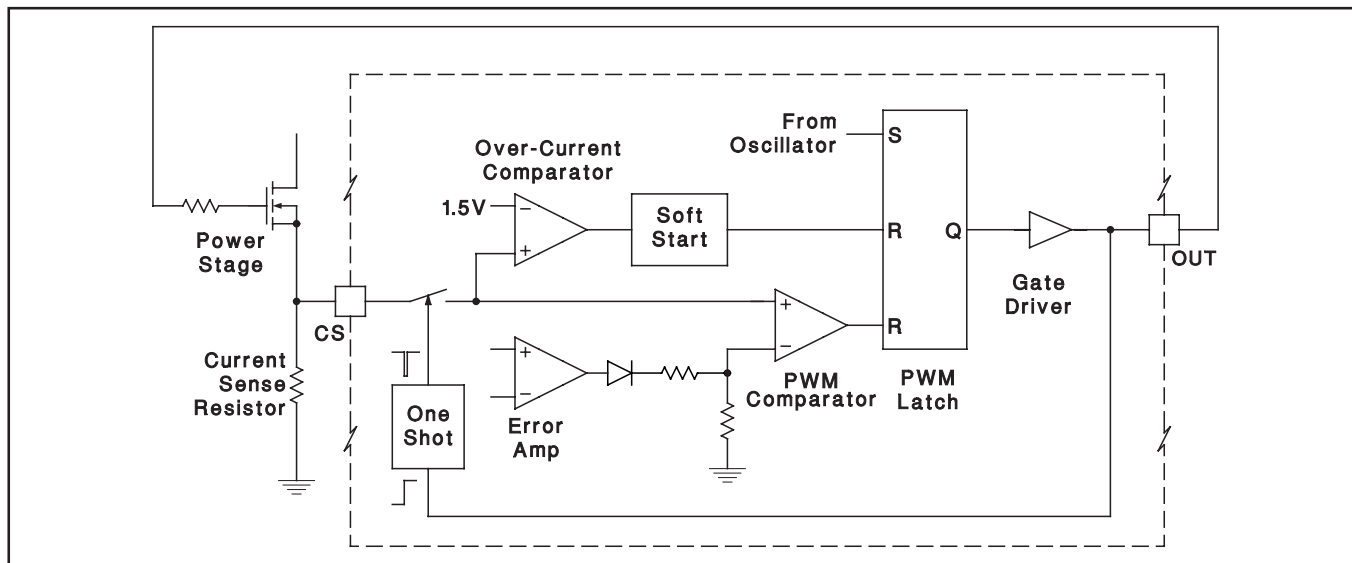 From
Oscillator
S
Over-Current
Comparator
1.5V
−
+
Soft
Start
R
Q
Power
Stage
OUT
Gate
Driver
CS
+
−
R
Current
Sense
Resistor
One
Shot
+
−
Error
Amp
PWM
Comparator
PWM
Latch